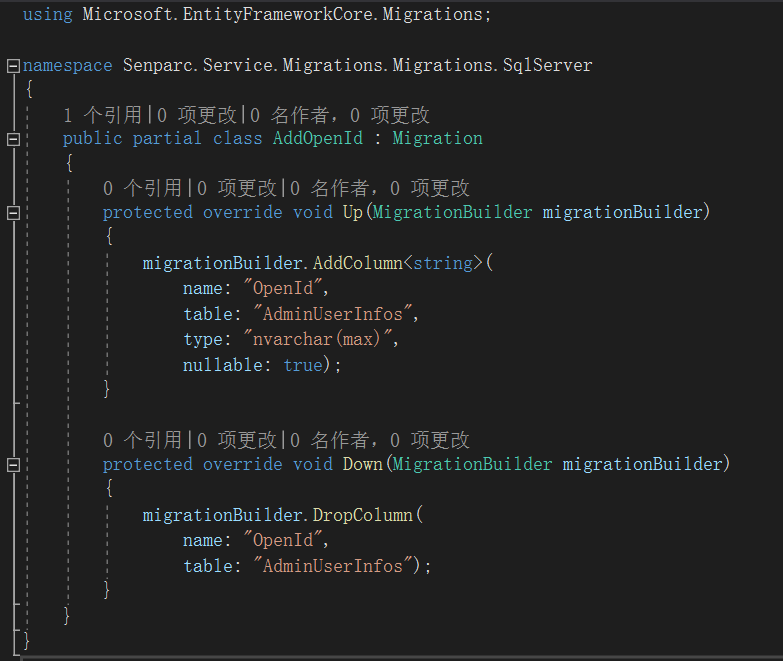 using Microsoft.EntityFrameworkCore.Migrations;
namespace Senparc.Service.Migrations.Migrations.SqlServer
{
1 个引用|0 项更改|0 名作者, 0 项更改
public partial class AddOpenId : Migration
{
0 个引用|0 项更改|0 名作者, 0 项更改
protected override void Up(MigrationBuilder migrationBuilder)
{
migrationBuilder.AddColumn<string>(
name: "OpenId",
table: "AdminUserInfos",
type: "nvarchar(max)",
nullable: true);
}
0 个引用|0 项更改|0 名作者, 0 项更改
protected override void Down(MigrationBuilder migrationBuilder)
{
migrationBuilder.DropColumn(
name: "OpenId",
table: "AdminUserInfos");
}
}
}